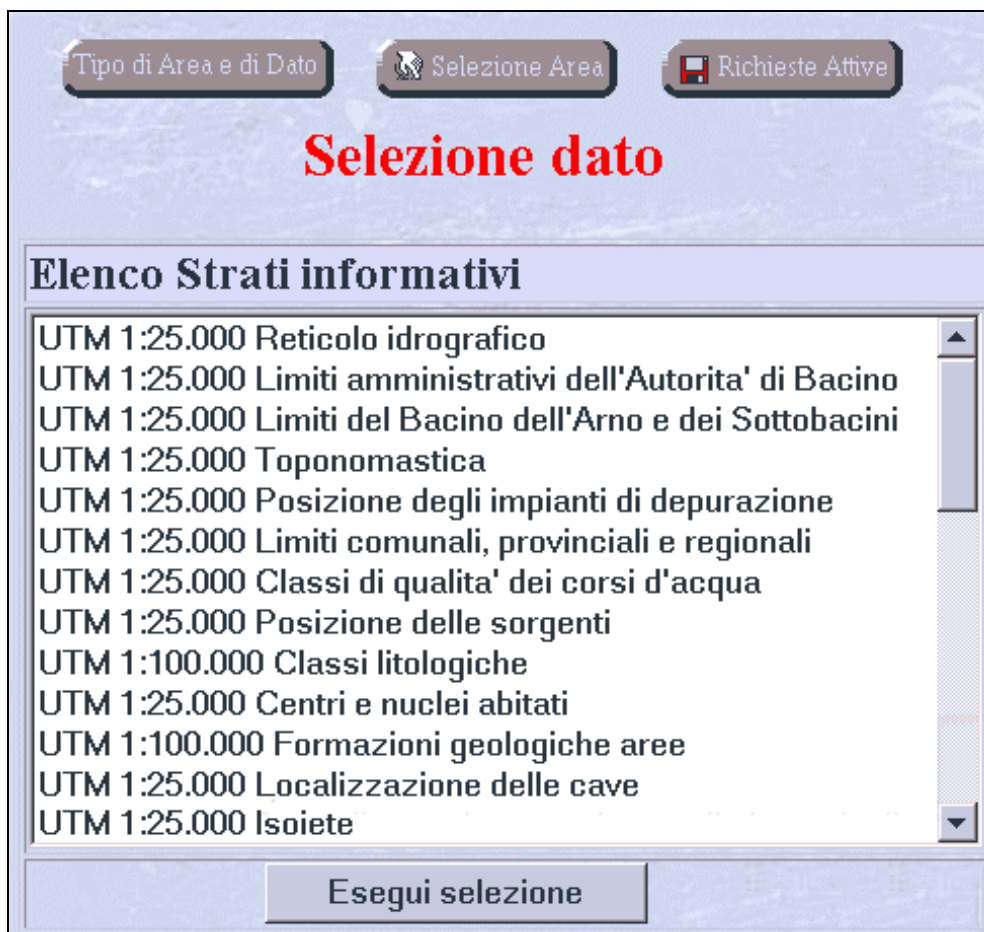 Tipo di Area e di Dato Selezione Area Richieste Attive
Selezione dato
Elenco Strati informativi
UTM 1:25.000 Reticolo idrografico
UTM 1:25.000 Limiti amministrativi dell'Autorita' di Bacino
UTM 1:25.000 Limiti del Bacino dell'Arno e dei Sottobacini
UTM 1:25.000 Toponomastica
UTM 1:25.000 Posizione degli impianti di depurazione
UTM 1:25.000 Limiti comunali, provinciali e regionali
UTM 1:25.000 Classi di qualita' dei corsi d'acqua
UTM 1:25.000 Posizione delle sorgenti
UTM 1:100.000 Classi litologiche
UTM 1:25.000 Centri e nuclei abitati
UTM 1:100.000 Formazioni geologiche aree
UTM 1:25.000 Localizzazione delle cave
UTM 1:25.000 Isoiete
Esegui selezione